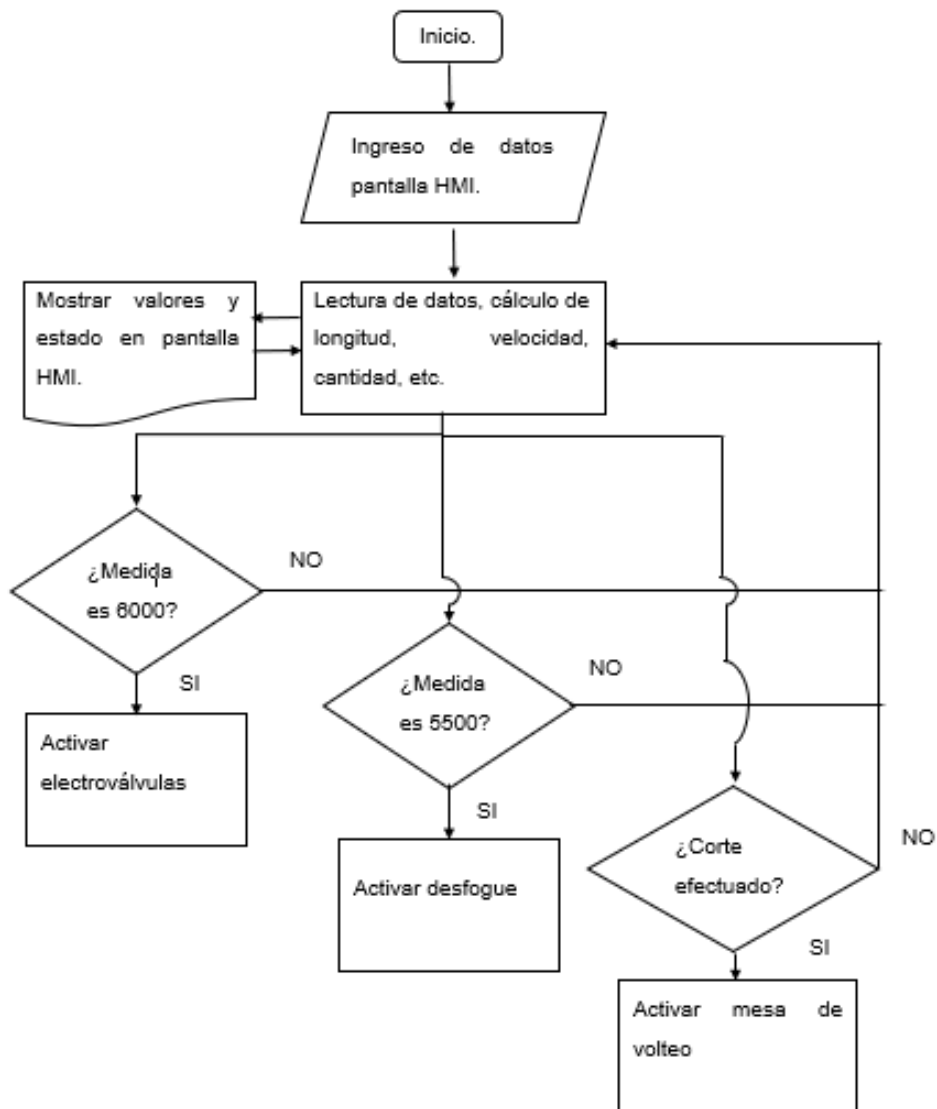 Inicio.
Ingreso de datos
pantalla HMI.
Mostrar valores y
estado en pantalla
HMI.
Lectura de datos, cálculo de
longitud, velocidad,
cantidad, etc.
¿Medida
es 6000?
NO
SI
Activar
electroválvulas
¿Medida
es 5500?
NO
SI
Activar desfogue
¿Corte
efectuado?
NO
SI
Activar mesa de
volteo